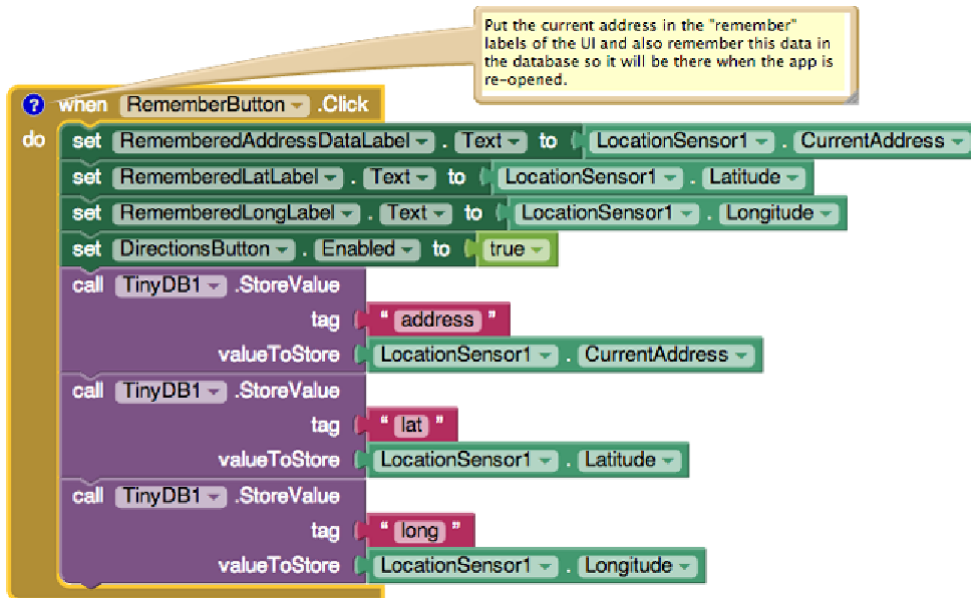 Put the current address in the "remember"
labels of the UI and also remember this data in
the database so it will be there when the app is
re-opened.
? when RememberButton .Click
do set RememberedAddressDataLabel . Text to LocationSensor1 . CurrentAddress
set RememberedLatLabel . Text to LocationSensor1 . Latitude
set RememberedLongLabel . Text to LocationSensor1 . Longitude
set DirectionsButton . Enabled to true
call TinyDB1 .StoreValue
tag " address "
valueToStore LocationSensor1 . CurrentAddress
call TinyDB1 .StoreValue
tag " lat "
valueToStore LocationSensor1 . Latitude
call TinyDB1 .StoreValue
tag " long "
valueToStore LocationSensor1 . Longitude